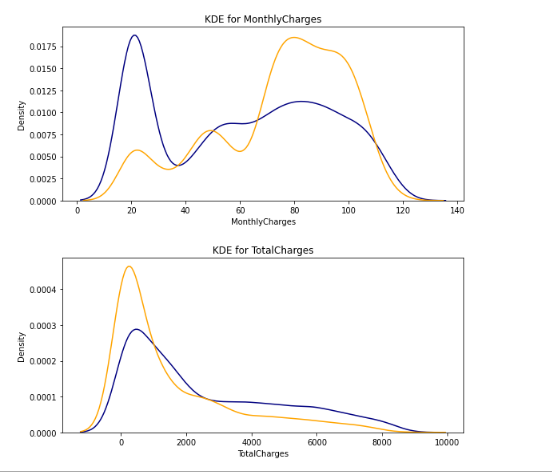 KDE for MonthlyCharges
0.0175
0.0150
0.0125
0.0100
0.0075
0.0050
0.0025
0.0000
Density
0 20 40 60 80 100 120 140
MonthlyCharges
KDE for TotalCharges
0.0004
0.0003
0.0002
0.0001
0.0000
Density
0 2000 4000 6000 8000 10000
TotalCharges